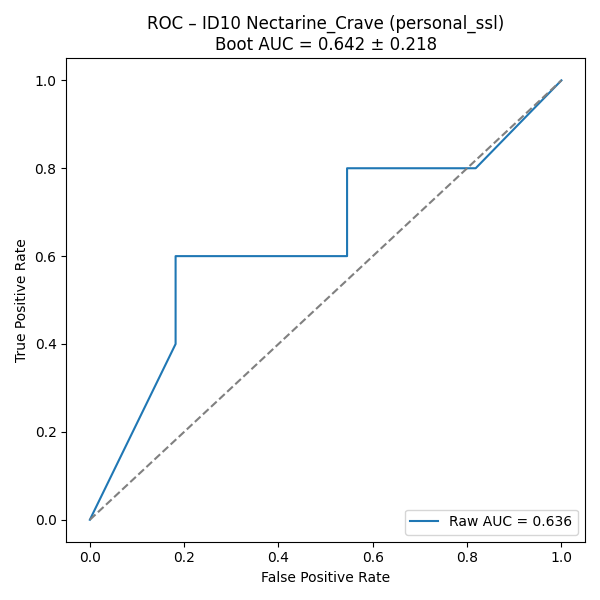 ROC – ID10 Nectarine_Crave (personal_ssl)
Boot AUC = 0.642 ± 0.218
True Positive Rate
1.0
0.8
0.6
0.4
0.2
0.0
Raw AUC = 0.636
0.0 0.2 0.4 0.6 0.8 1.0
False Positive Rate